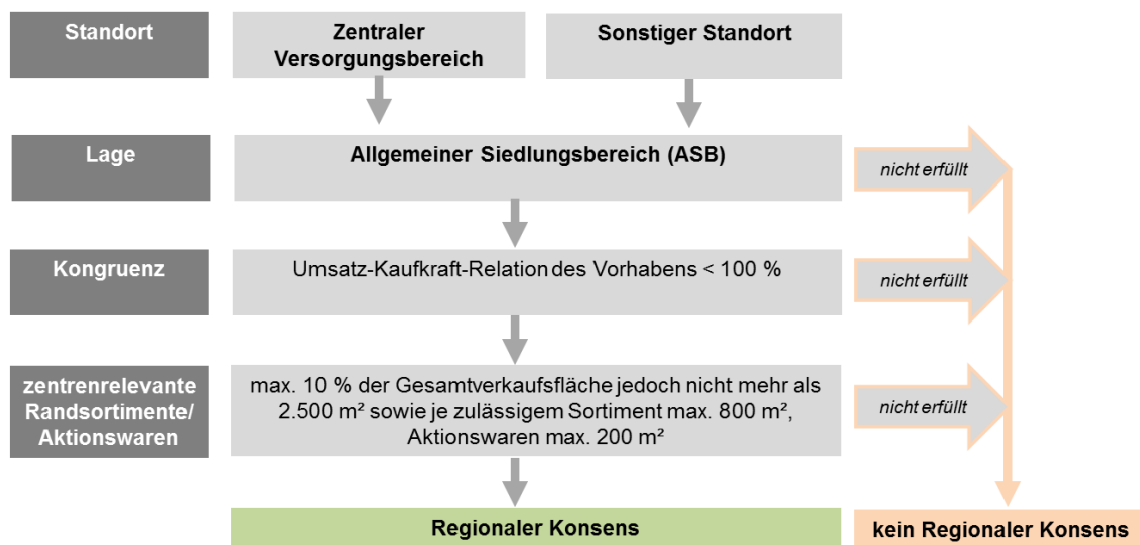 Standort
Zentraler
Versorgungsbereich
Sonstiger Standort
Lage
Allgemeiner Siedlungsbereich (ASB)
nicht erfüllt
Kongruenz
Umsatz-Kaufkraft-Relation des Vorhabens < 100 %
nicht erfüllt
zentrenrelevante
Randsortimente/
Aktionswaren
max. 10 % der Gesamtverkaufsfläche jedoch nicht mehr als
2.500 m² sowie je zulässigem Sortiment max. 800 m²,
Aktionswaren max. 200 m²
nicht erfüllt
Regionaler Konsens
kein Regionaler Konsens